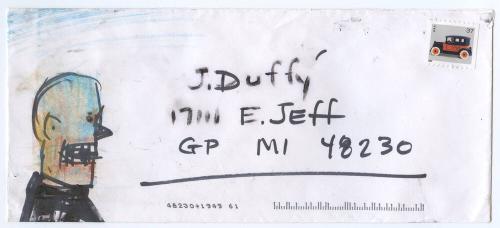 37
J. Duffy
17111 E. Jeff
GP MI 48230
48230+1949 61